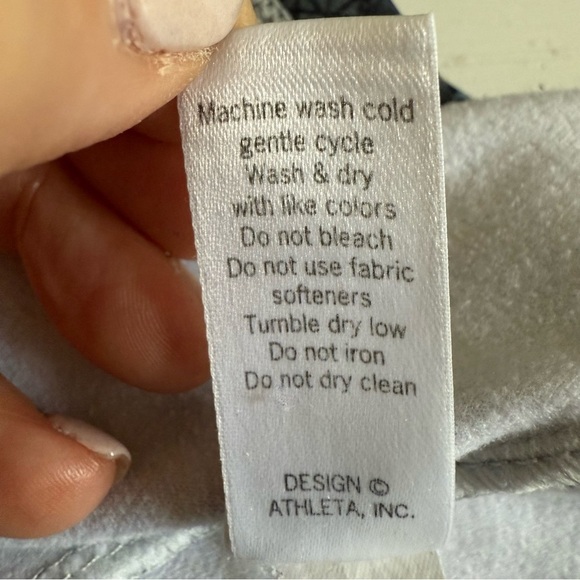 Machine wash cold
gentle cycle
Wash & dry
with like colors
Do not bleach
Do not use fabric
softeners
Tumble dry low
Do not iron
Do not dry clean
DESIGN ©
ATHLETA, INC.